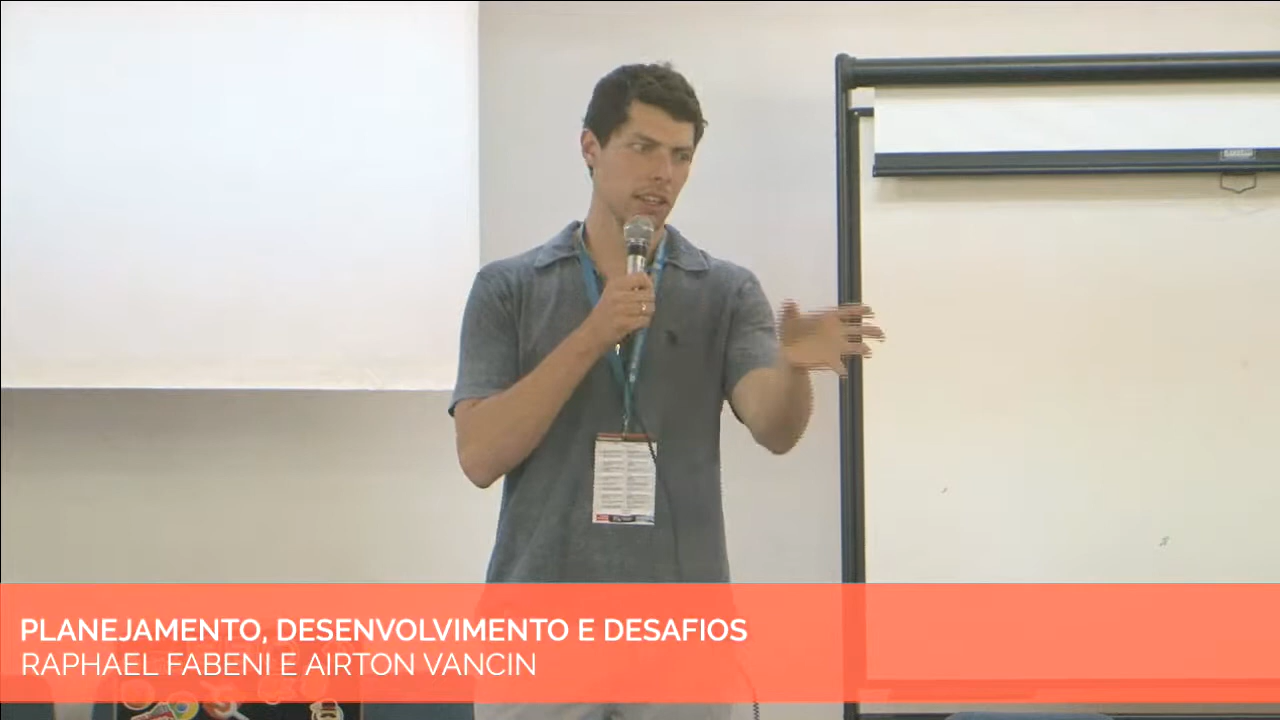 PLANEJAMENTO, DESENVOLVIMENTO E DESAFIOS
RAPHAEL FABENI E AIRTON VANCIN